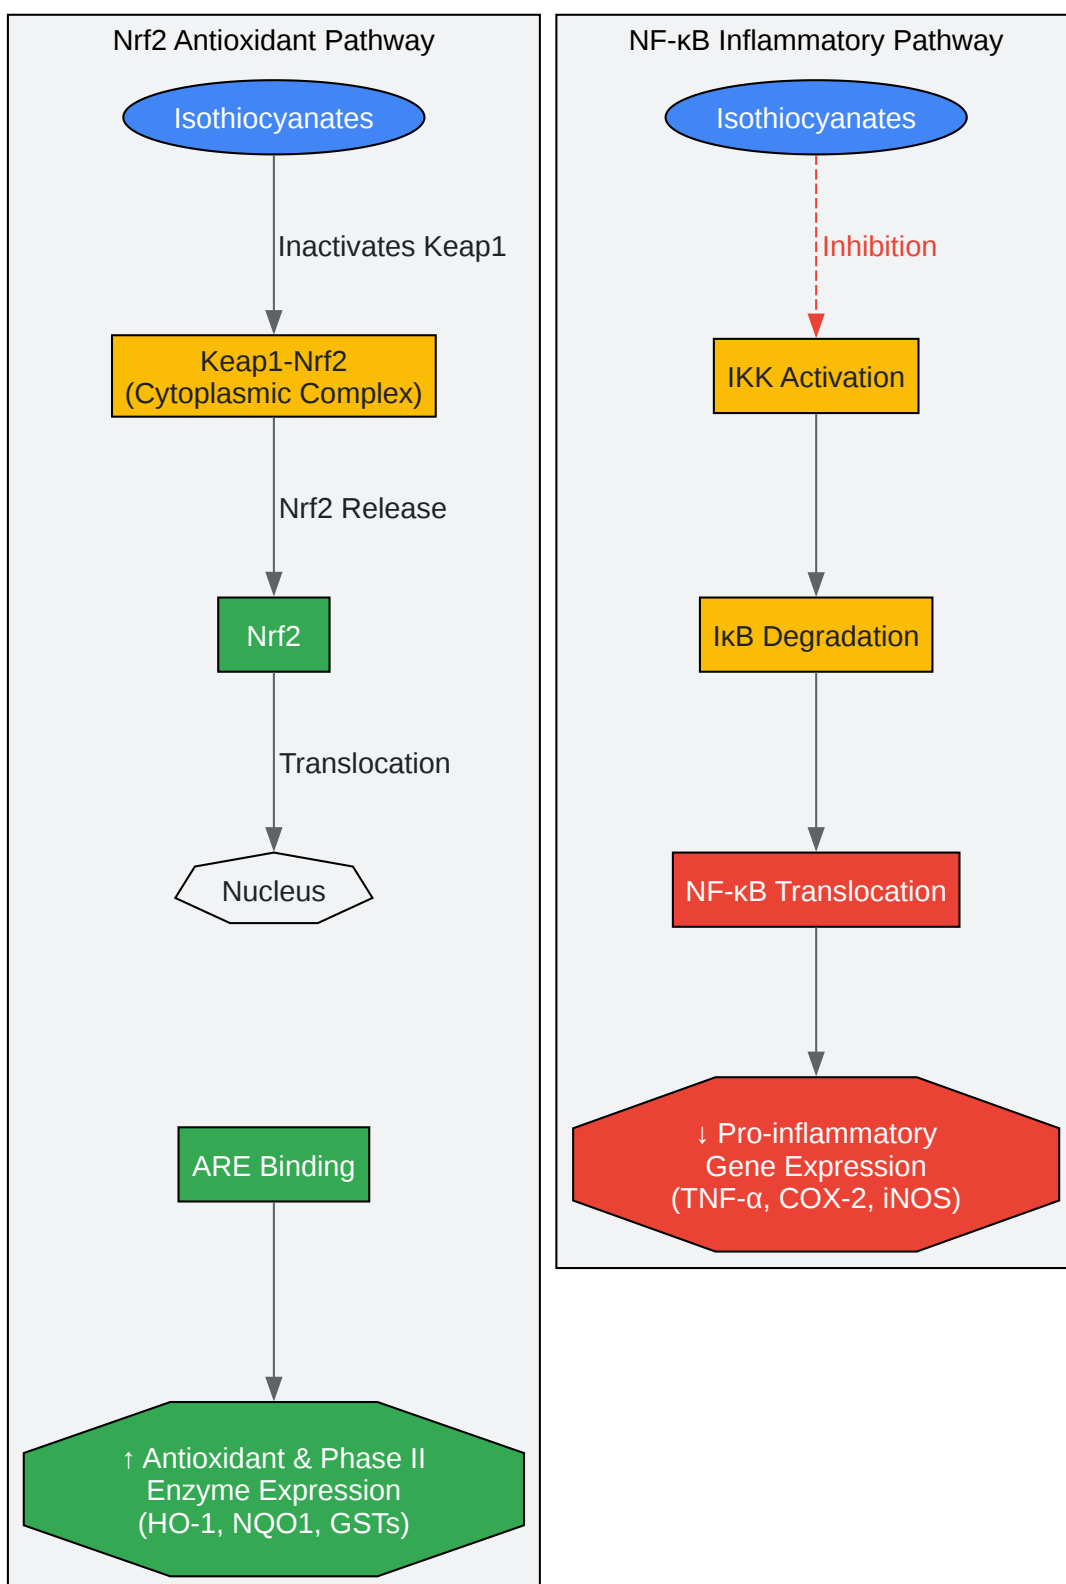 Nrf2 Antioxidant Pathway
Isothiocyanates
Inactivates Keap1
Keap1-Nrf2
(Cytoplasmic Complex)
Nrf2 Release
Nrf2
Translocation
Nucleus
ARE Binding
↑ Antioxidant & Phase II
Enzyme Expression
(HO-1, NQO1, GSTs)
NF-κB Inflammatory Pathway
Isothiocyanates
Inhibition
IKK Activation
IκB Degradation
NF-κB Translocation
↓ Pro-inflammatory
Gene Expression
(TNF-α, COX-2, iNOS)